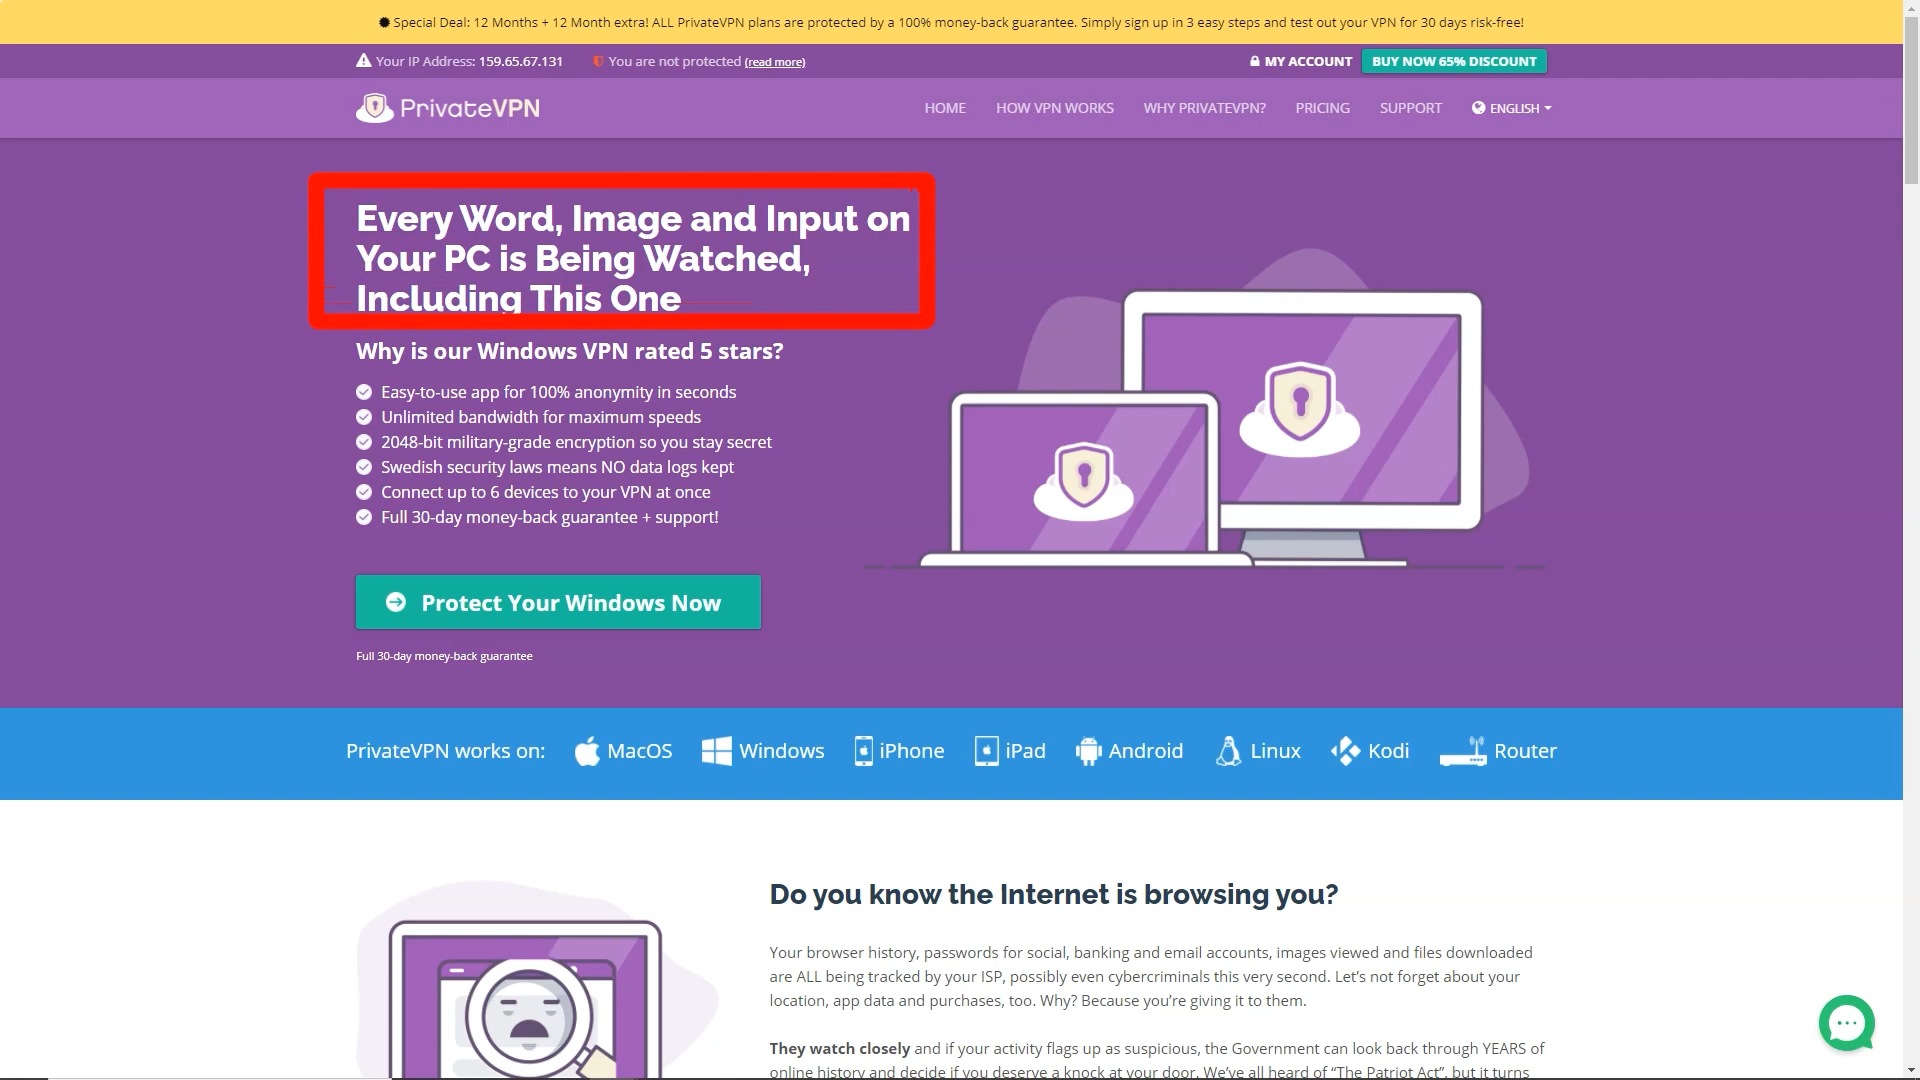 Special Deal: 12 Months + 12 Month extra! ALL PrivateVPN plans are protected by a 100% money-back guarantee. Simply sign up in 3 easy steps and test out your VPN for 30 days risk-free!
Your IP Address: 159.65.67.131 You are not protected (read more) MY ACCOUNT BUY NOW 65% DISCOUNT
PrivateVPN HOME HOW VPN WORKS WHY PRIVATEVPN? PRICING SUPPORT ENGLISH
Every Word, Image and Input on
Your PC is Being Watched,
Including This One
Why is our Windows VPN rated 5 stars?
Easy-to-use app for 100% anonymity in seconds
Unlimited bandwidth for maximum speeds
2048-bit military-grade encryption so you stay secret
Swedish security laws means NO data logs kept
Connect up to 6 devices to your VPN at once
Full 30-day money-back guarantee + support!
Protect Your Windows Now
Full 30-day money-back guarantee
PrivateVPN works on: MacOS Windows iPhone iPad Android Linux Kodi Router
Do you know the Internet is browsing you?
Your browser history, passwords for social, banking and email accounts, images viewed and files downloaded
are ALL being tracked by your ISP, possibly even cybercriminals this very second. Let's not forget about your
location, app data and purchases, too. Why? Because you're giving it to them.
They watch closely and if your activity flags up as suspicious, the Government can look back through YEARS of
online history and decide if you deserve a knock at your door. We've all heard of "The Patriot Act", but it turns